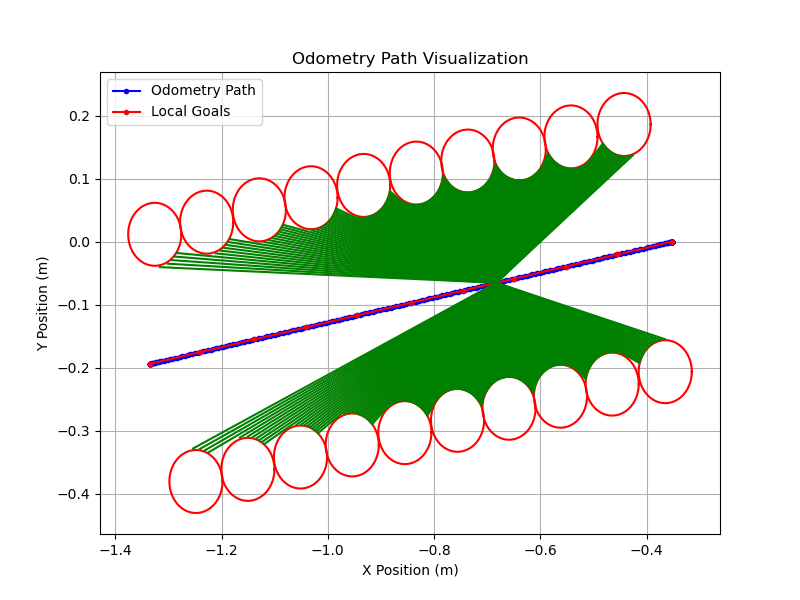 Odometry Path Visualization
Odometry Path
Local Goals
Y Position (m)
0.2
0.1
0.0
−0.1
−0.2
−0.3
−0.4
−1.4 −1.2 −1.0 −0.8 −0.6 −0.4
X Position (m)